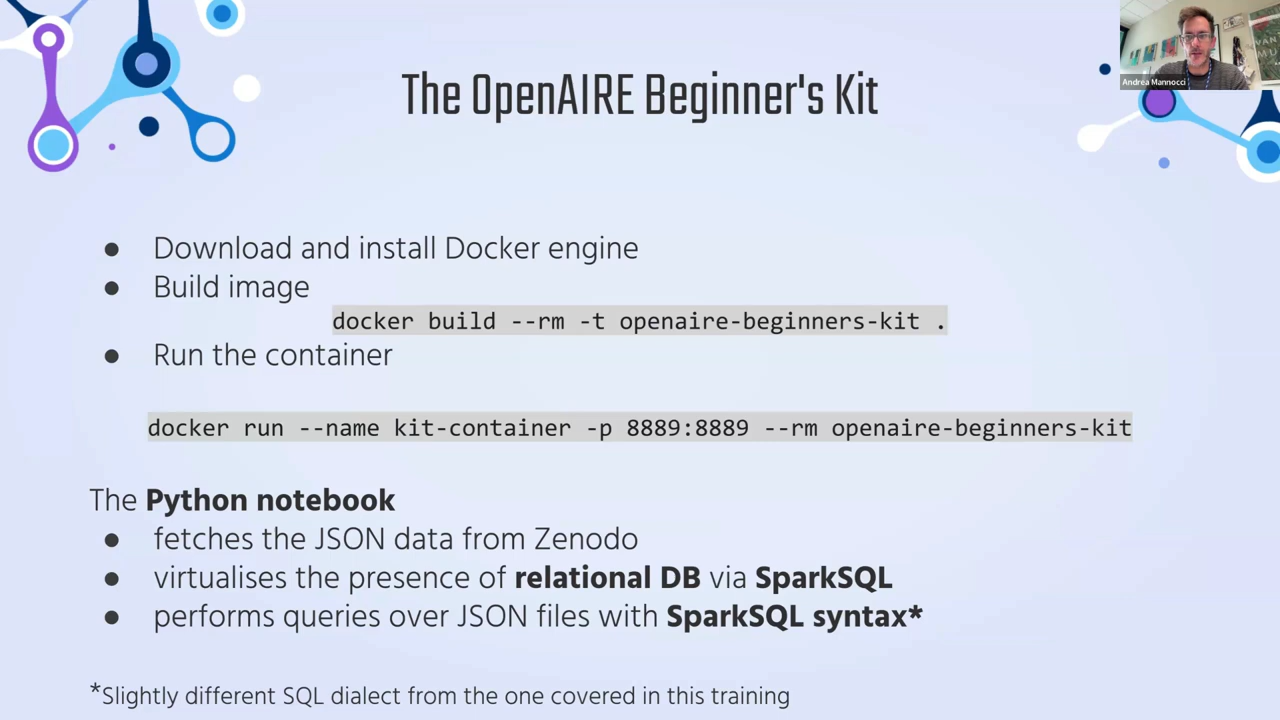 Andrea Mannocci
The OpenAIRE Beginner's Kit
● Download and install Docker engine
● Build image
docker build --rm -t openaire-beginners-kit .
● Run the container
docker run --name kit-container -p 8889:8889 --rm openaire-beginners-kit
The Python notebook
● fetches the JSON data from Zenodo
● virtualises the presence of relational DB via SparkSQL
● performs queries over JSON files with SparkSQL syntax*
*Slightly different SQL dialect from the one covered in this training